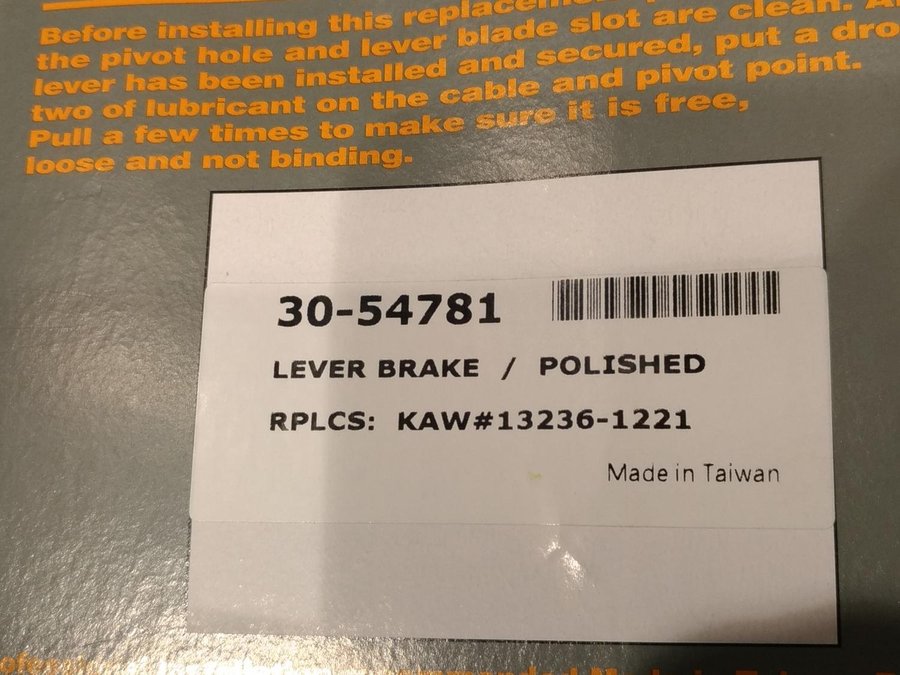 Before installing this replacement
the pivot hole and lever blade slot are clean.
lever has been installed and secured, put a
two of lubricant on the cable and pivot point.
Pull a few times to make sure it is free,
loose and not binding.
30-54781
LEVER BRAKE / POLISHED
RPLCS: KAW#13236-1221
Made in Taiwan